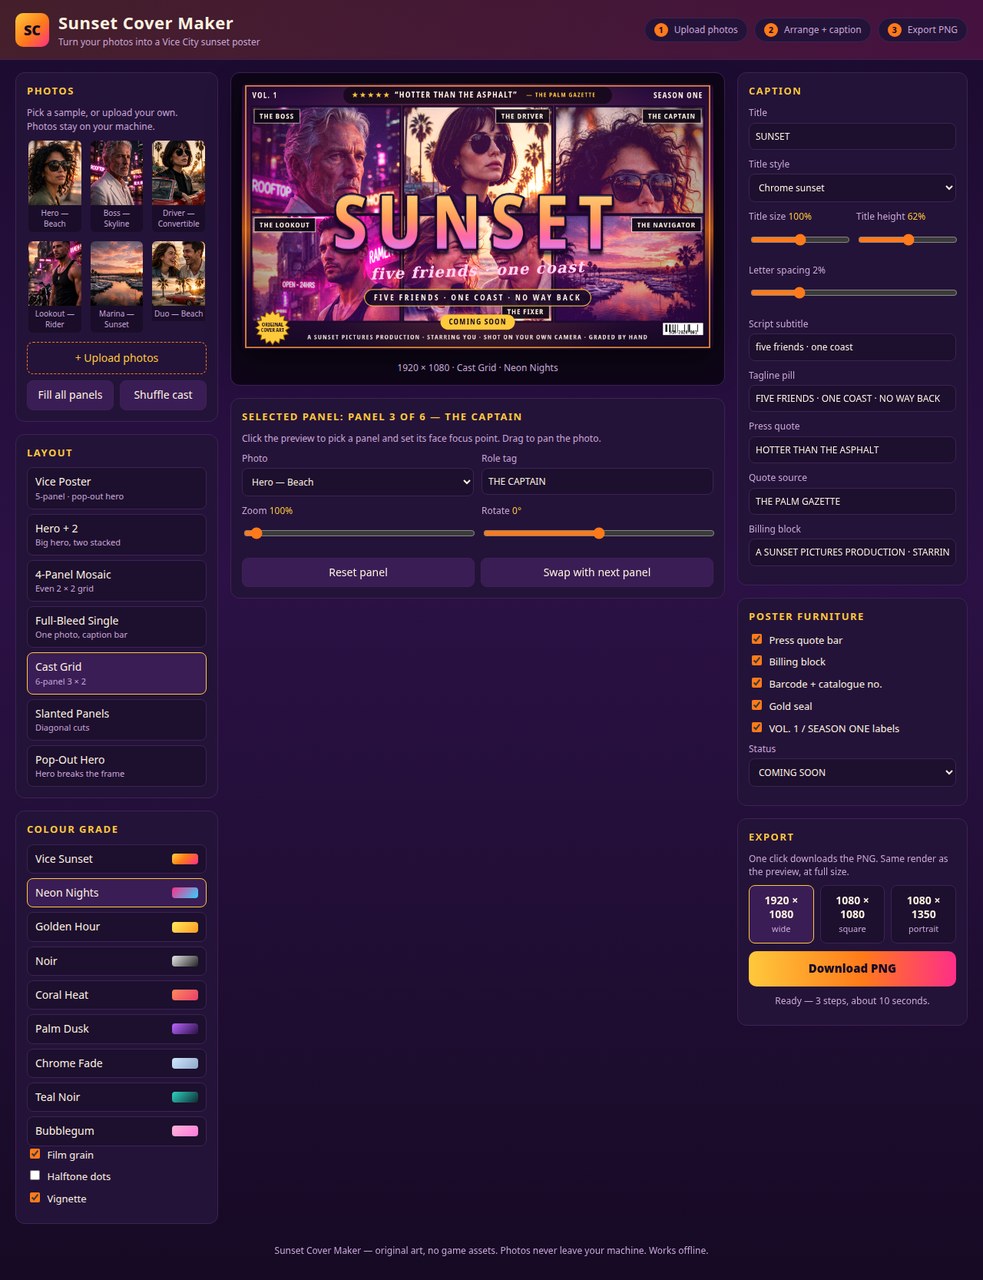 SC
Sunset Cover Maker
Turn your photos into a Vice City sunset poster
1 Upload photos
2 Arrange + caption
3 Export PNG
PHOTOS
Pick a sample, or upload your own.
Photos stay on your machine.
Hero —
Beach
Boss —
Skyline
Driver —
Convertible
Lookout —
Rider
Marina —
Sunset
Duo — Beach
+ Upload photos
Fill all panels
Shuffle cast
LAYOUT
Vice Poster
5-panel · pop-out hero
Hero + 2
Big hero, two stacked
4-Panel Mosaic
Even 2 × 2 grid
Full-Bleed Single
One photo, caption bar
Cast Grid
6-panel 3 × 2
Slanted Panels
Diagonal cuts
Pop-Out Hero
Hero breaks the frame
COLOUR GRADE
Vice Sunset
Neon Nights
Golden Hour
Noir
Coral Heat
Palm Dusk
Chrome Fade
Teal Noir
Bubblegum
Film grain
Halftone dots
Vignette
VOL. 1
★★★★★ "HOTTER THAN THE ASPHALT" — THE PALM GAZETTE
SEASON ONE
THE BOSS
THE DRIVER
THE CAPTAIN
ROOFTOP
THE LOOKOUT
SUNSET
THE NAVIGATOR
five friends · one coast
OPEN · 24HRS
FIVE FRIENDS · ONE COAST · NO WAY BACK
THE FIXER
COMING SOON
ORIGINAL
COVER ART
A SUNSET PICTURES PRODUCTION · STARRING YOU · SHOT ON YOUR OWN CAMERA · GRADED BY HAND
1920 × 1080 · Cast Grid · Neon Nights
SELECTED PANEL: PANEL 3 OF 6 — THE CAPTAIN
Click the preview to pick a panel and set its face focus point. Drag to pan the photo.
Photo
Hero — Beach
Role tag
THE CAPTAIN
Zoom 100%
Rotate 0°
Reset panel
Swap with next panel
CAPTION
Title
SUNSET
Title style
Chrome sunset
Title size 100%
Title height 62%
Letter spacing 2%
Script subtitle
five friends · one coast
Tagline pill
FIVE FRIENDS · ONE COAST · NO WAY BACK
Press quote
HOTTER THAN THE ASPHALT
Quote source
THE PALM GAZETTE
Billing block
A SUNSET PICTURES PRODUCTION · STARRIN
POSTER FURNITURE
Press quote bar
Billing block
Barcode + catalogue no.
Gold seal
VOL. 1 / SEASON ONE labels
Status
COMING SOON
EXPORT
One click downloads the PNG. Same render as
the preview, at full size.
1920 ×
1080
wide
1080 ×
1080
square
1080 ×
1350
portrait
Download PNG
Ready — 3 steps, about 10 seconds.
Sunset Cover Maker — original art, no game assets. Photos never leave your machine. Works offline.